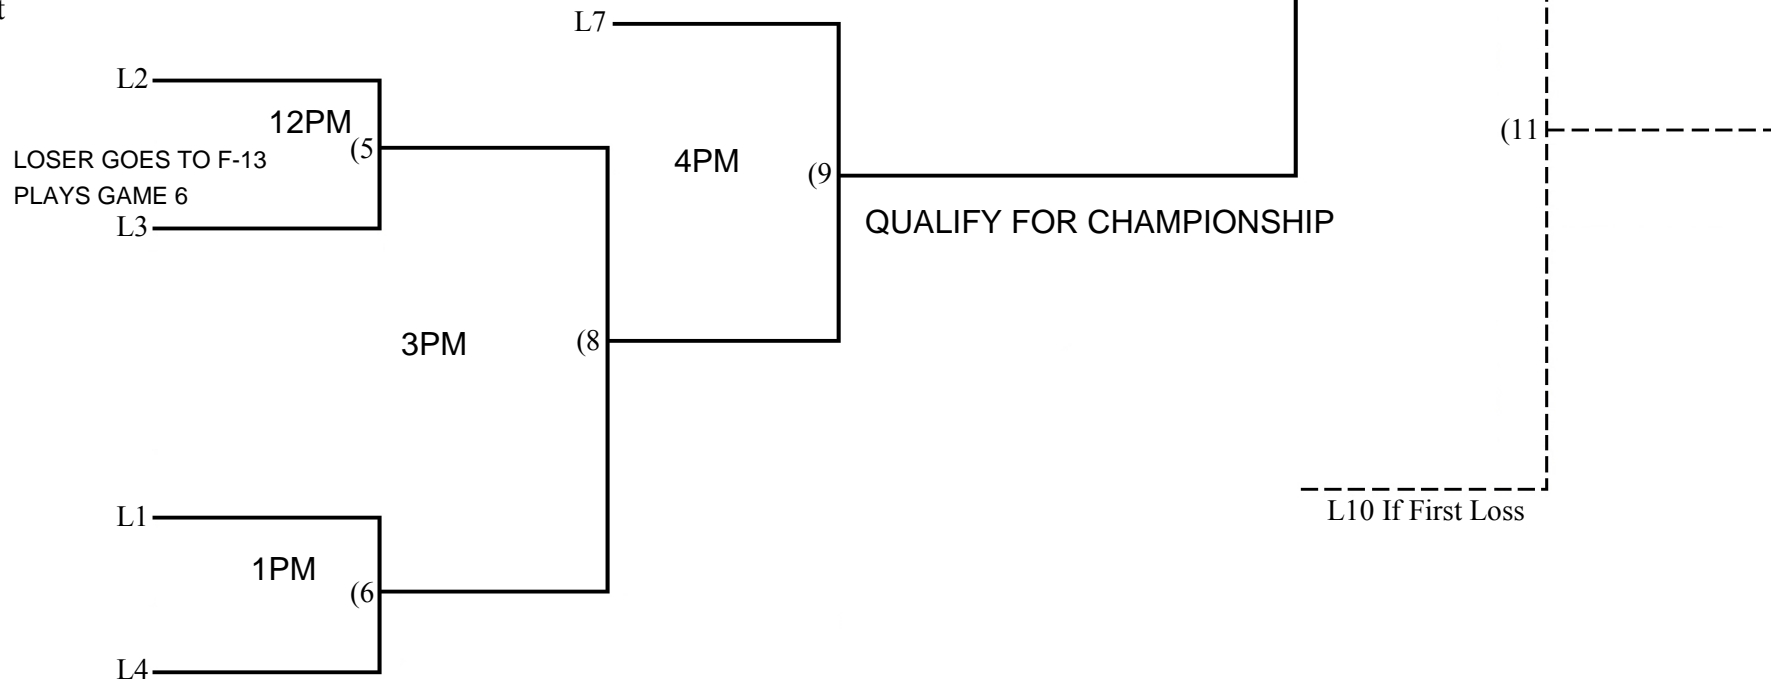 t
L7
L2
12PM
(5
LOSER GOES TO F-13
PLAYS GAME 6
L3
4PM
(9
QUALIFY FOR CHAMPIONSHIP
(11
3PM
(8
L10 If First Loss
L1
1PM
(6
L4